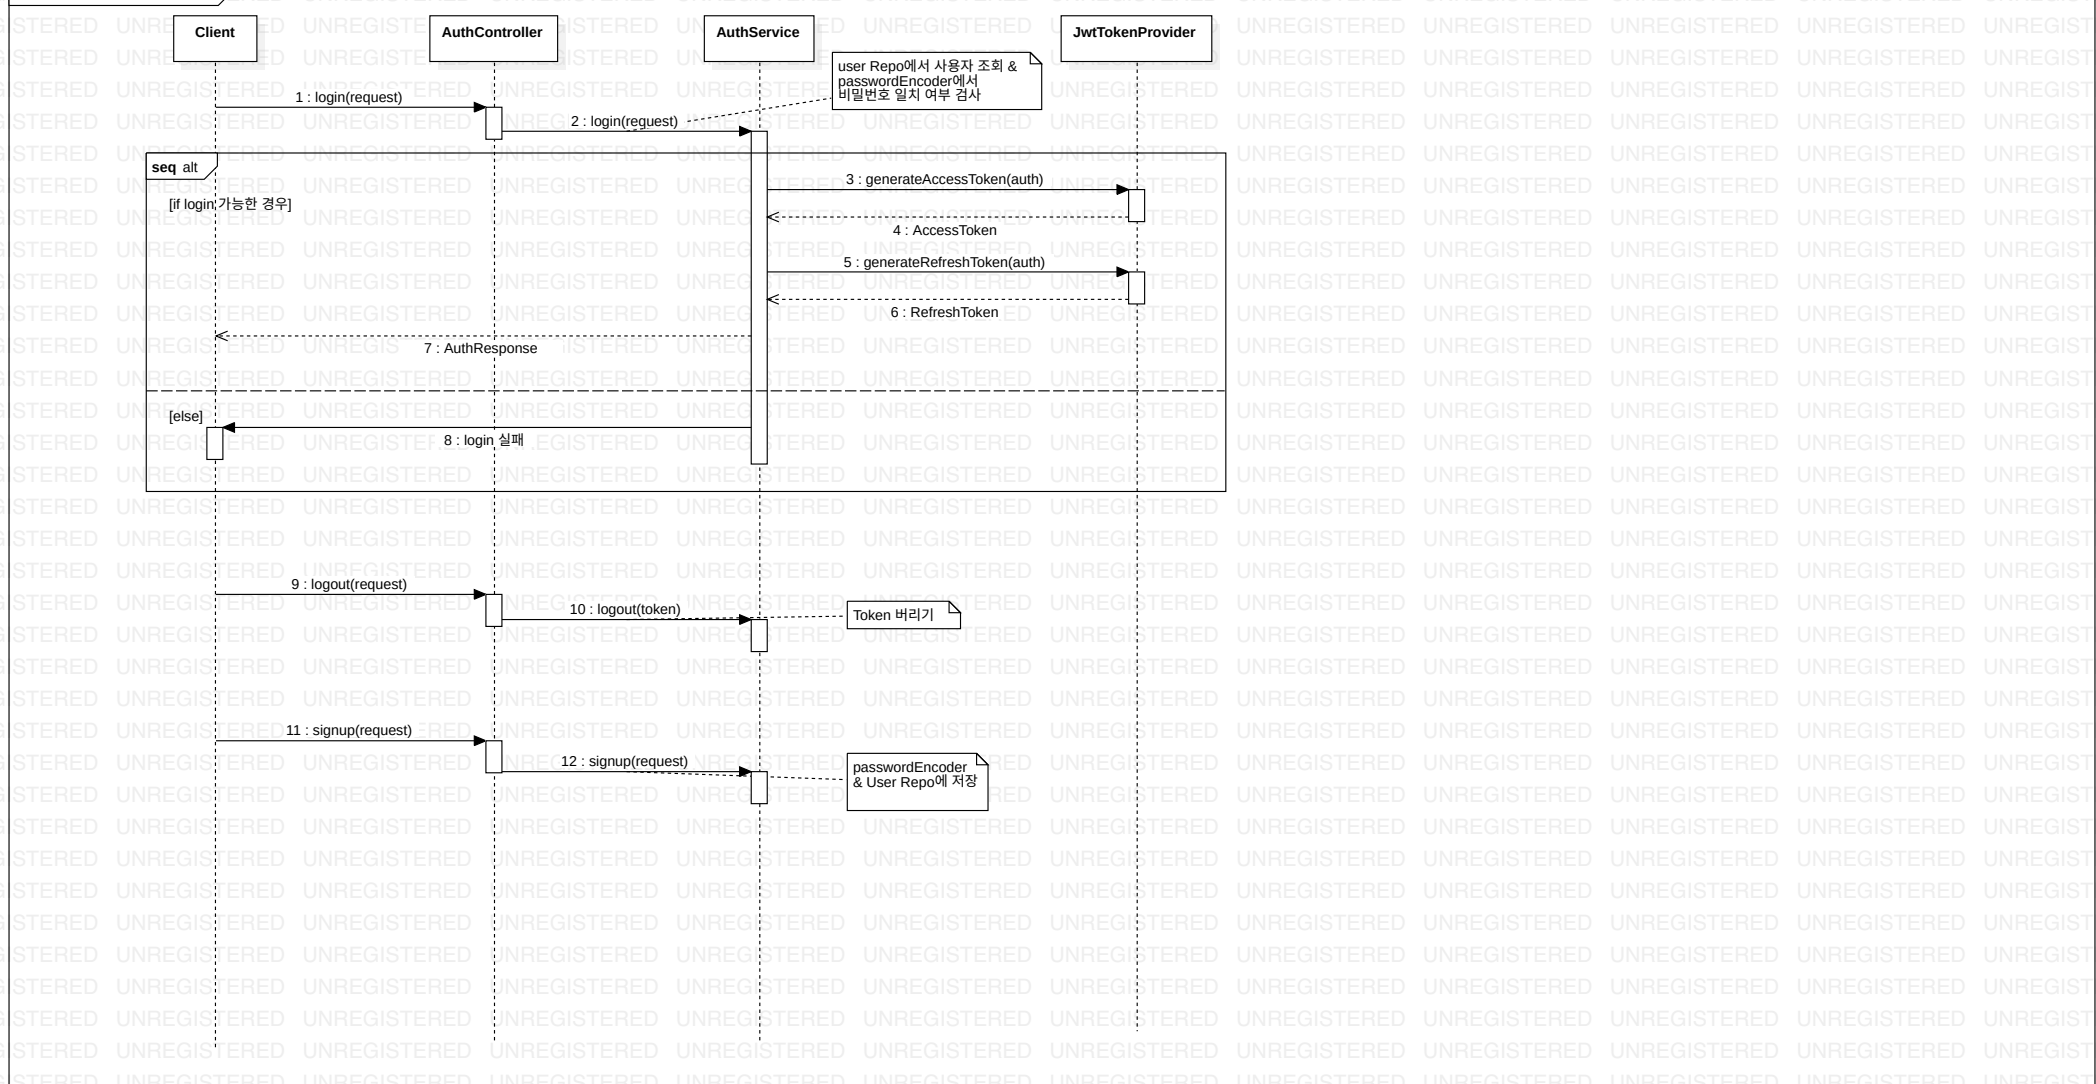 Client
AuthController
AuthService
JwtTokenProvider
user Repo에서 사용자 조회 &
passwordEncoder에서
비밀번호 일치 여부 검사
1 : login(request)
2 : login(request)
seq alt
3 : generateAccessToken(auth)
[if login 가능한 경우]
4 : AccessToken
5 : generateRefreshToken(auth)
6 : RefreshToken
7 : AuthResponse
[else]
8 : login 실패
9 : logout(request)
10 : logout(token)
Token 버리기
11 : signup(request)
12 : signup(request)
passwordEncoder
& User Repo에 저장
UNREGISTERED